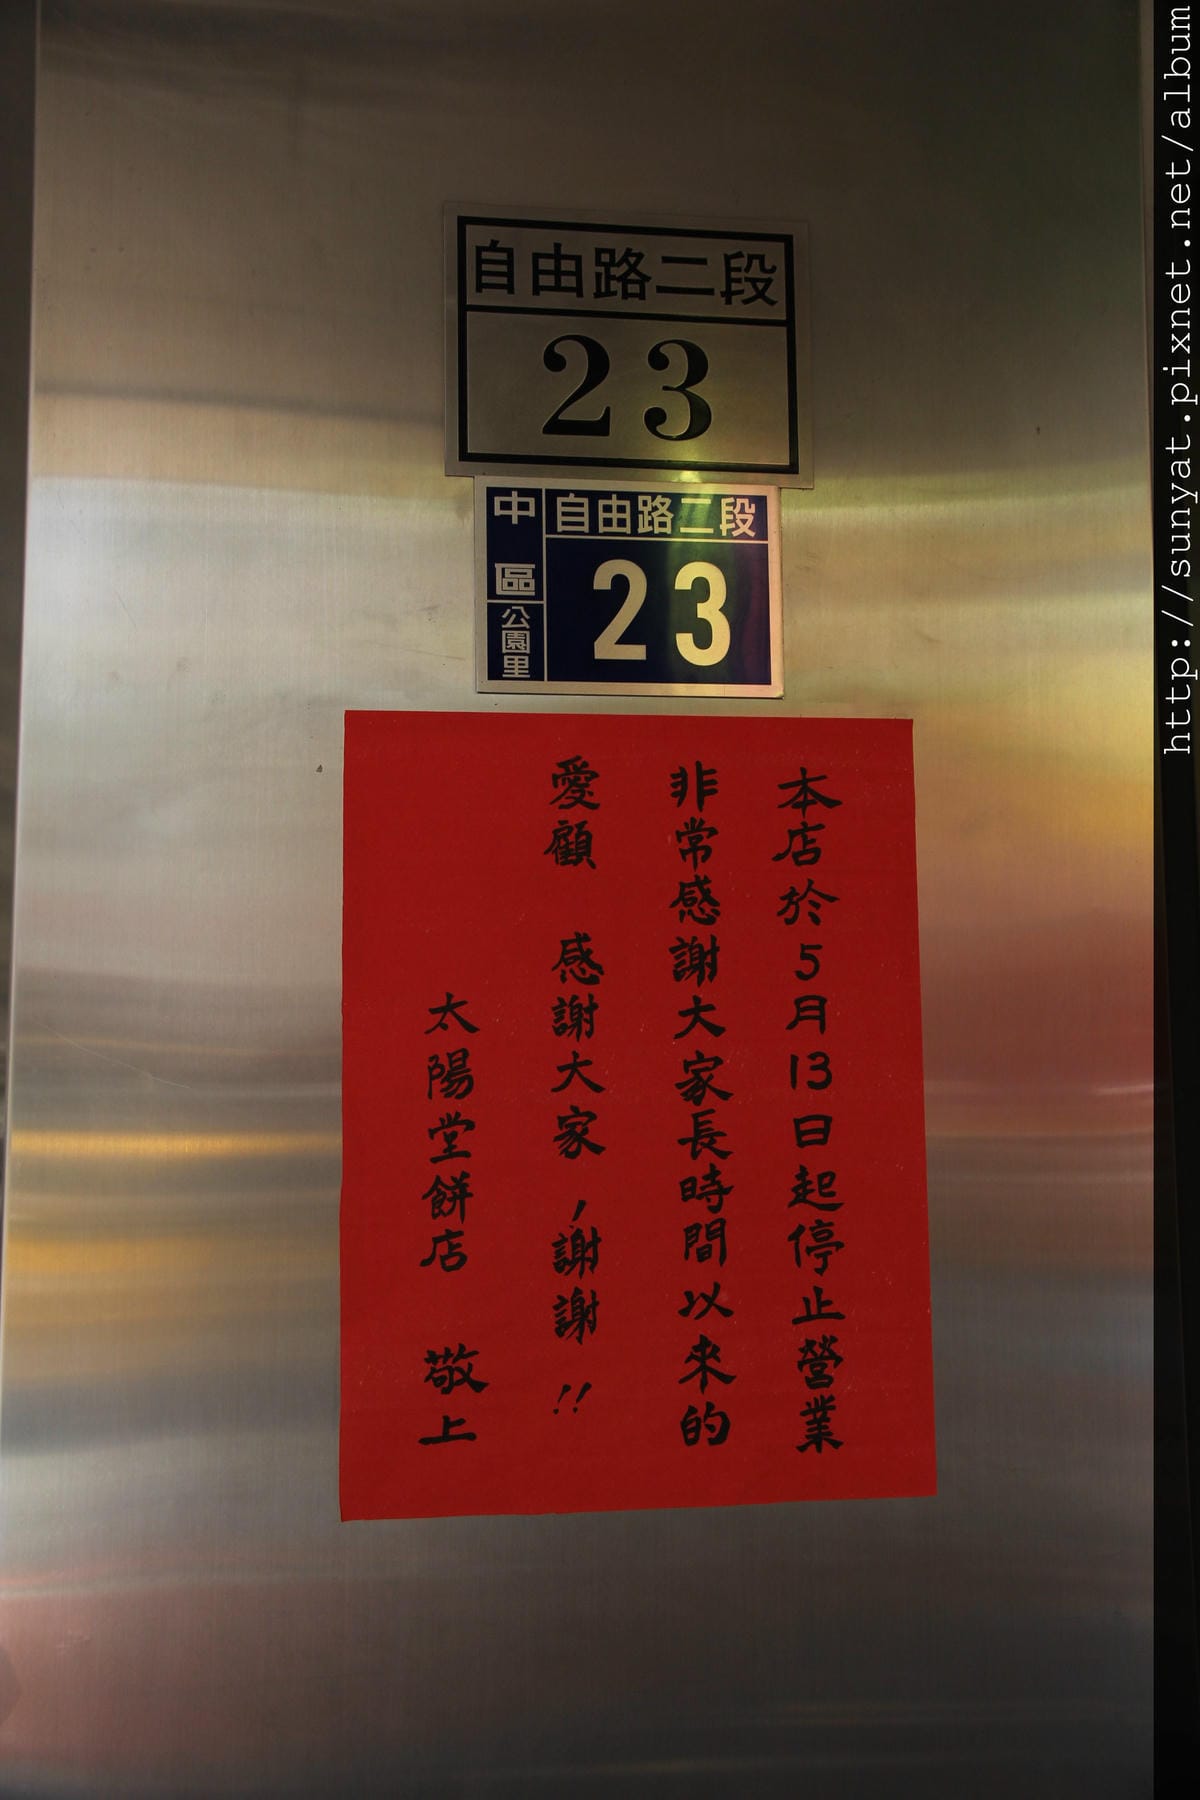 自由路二段
23
中區
公園里
自由路二段
23
本店於5月13日起停止營業
非常感謝大家長時間以來的
愛顧 感謝大家,謝謝!!
太陽堂餅店 敬上
http://sunyat.pixnet.net/album